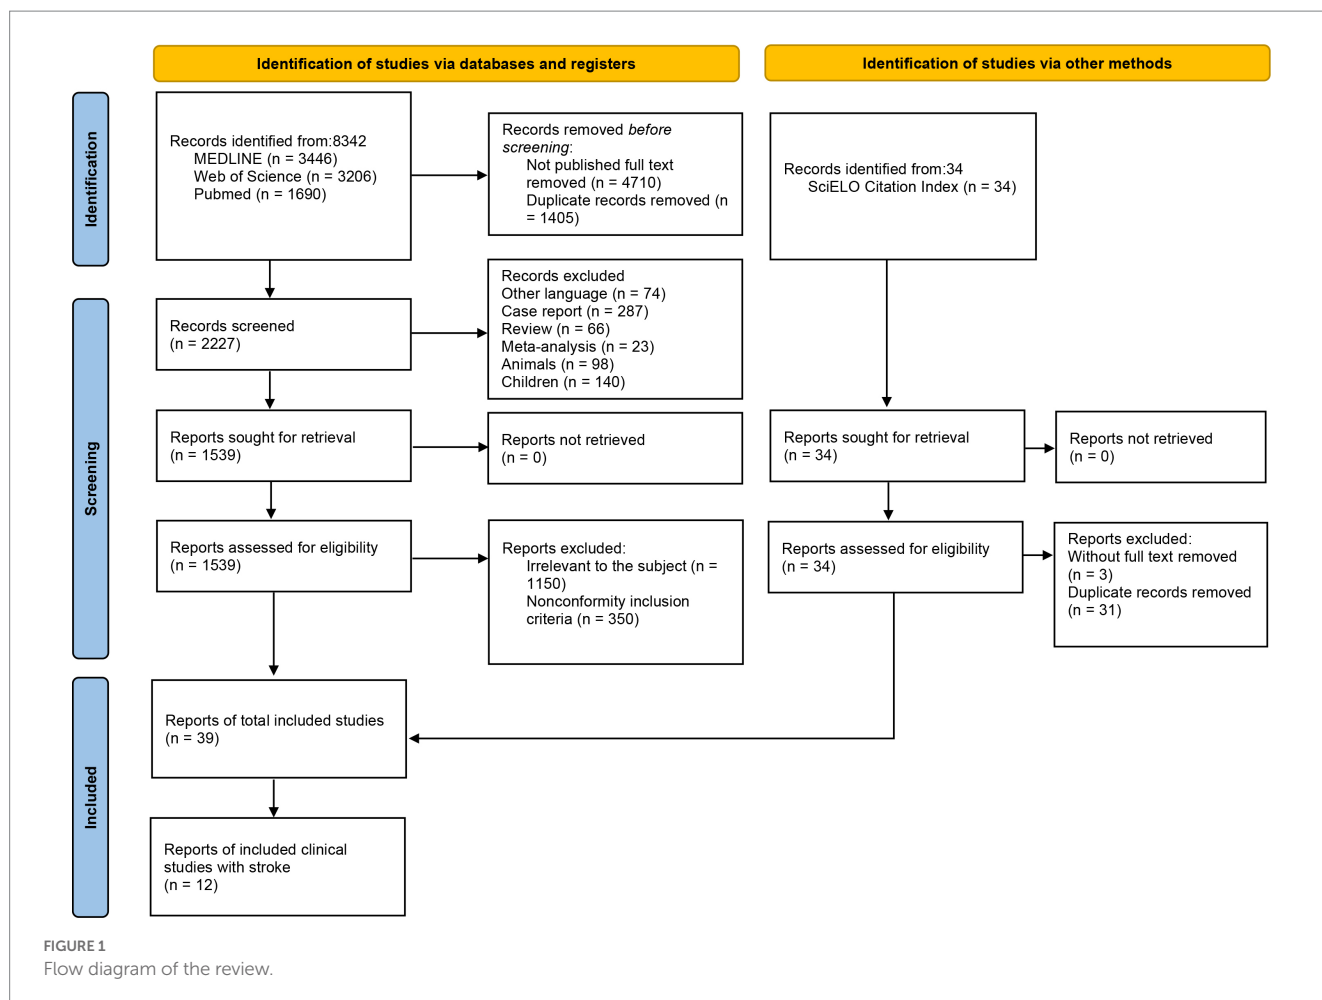 Identification of studies via databases and registers
Identification of studies via other methods
Identification
Records identified from:8342
MEDLINE (n = 3446)
Web of Science (n = 3206)
Pubmed (n = 1690)
Records removed before
screening:
Not published full text
removed (n = 4710)
Duplicate records removed (n
= 1405)
Records identified from:34
SciELO Citation Index (n = 34)
Screening
Records screened
(n = 2227)
Records excluded
Other language (n = 74)
Case report (n = 287)
Review (n = 66)
Meta-analysis (n = 23)
Animals (n = 98)
Children (n = 140)
Reports sought for retrieval
(n = 1539)
Reports not retrieved
(n = 0)
Reports sought for retrieval
(n = 34)
Reports not retrieved
(n = 0)
Reports assessed for eligibility
(n = 1539)
Reports excluded:
Irrelevant to the subject (n =
1150)
Nonconformity inclusion
criteria (n = 350)
Reports assessed for eligibility
(n = 34)
Reports excluded:
Without full text removed
(n = 3)
Duplicate records removed
(n = 31)
Included
Reports of total included studies
(n = 39)
Reports of included clinical
studies with stroke
(n = 12)
FIGURE 1
Flow diagram of the review.